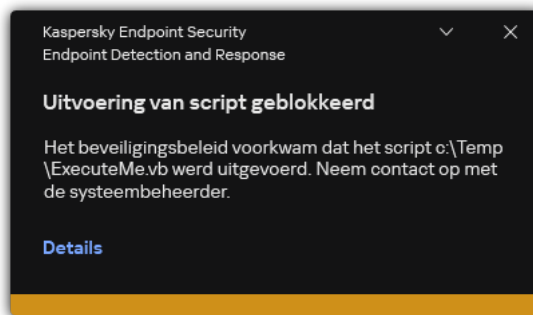 Kaspersky Endpoint Security
Endpoint Detection and Response
Uitvoering van script geblokkeerd
Het beveiligingsbeleid voorkwam dat het script c:\Temp
\ExecuteMe.vb werd uitgevoerd. Neem contact op met
de systeembeheerder.
Details